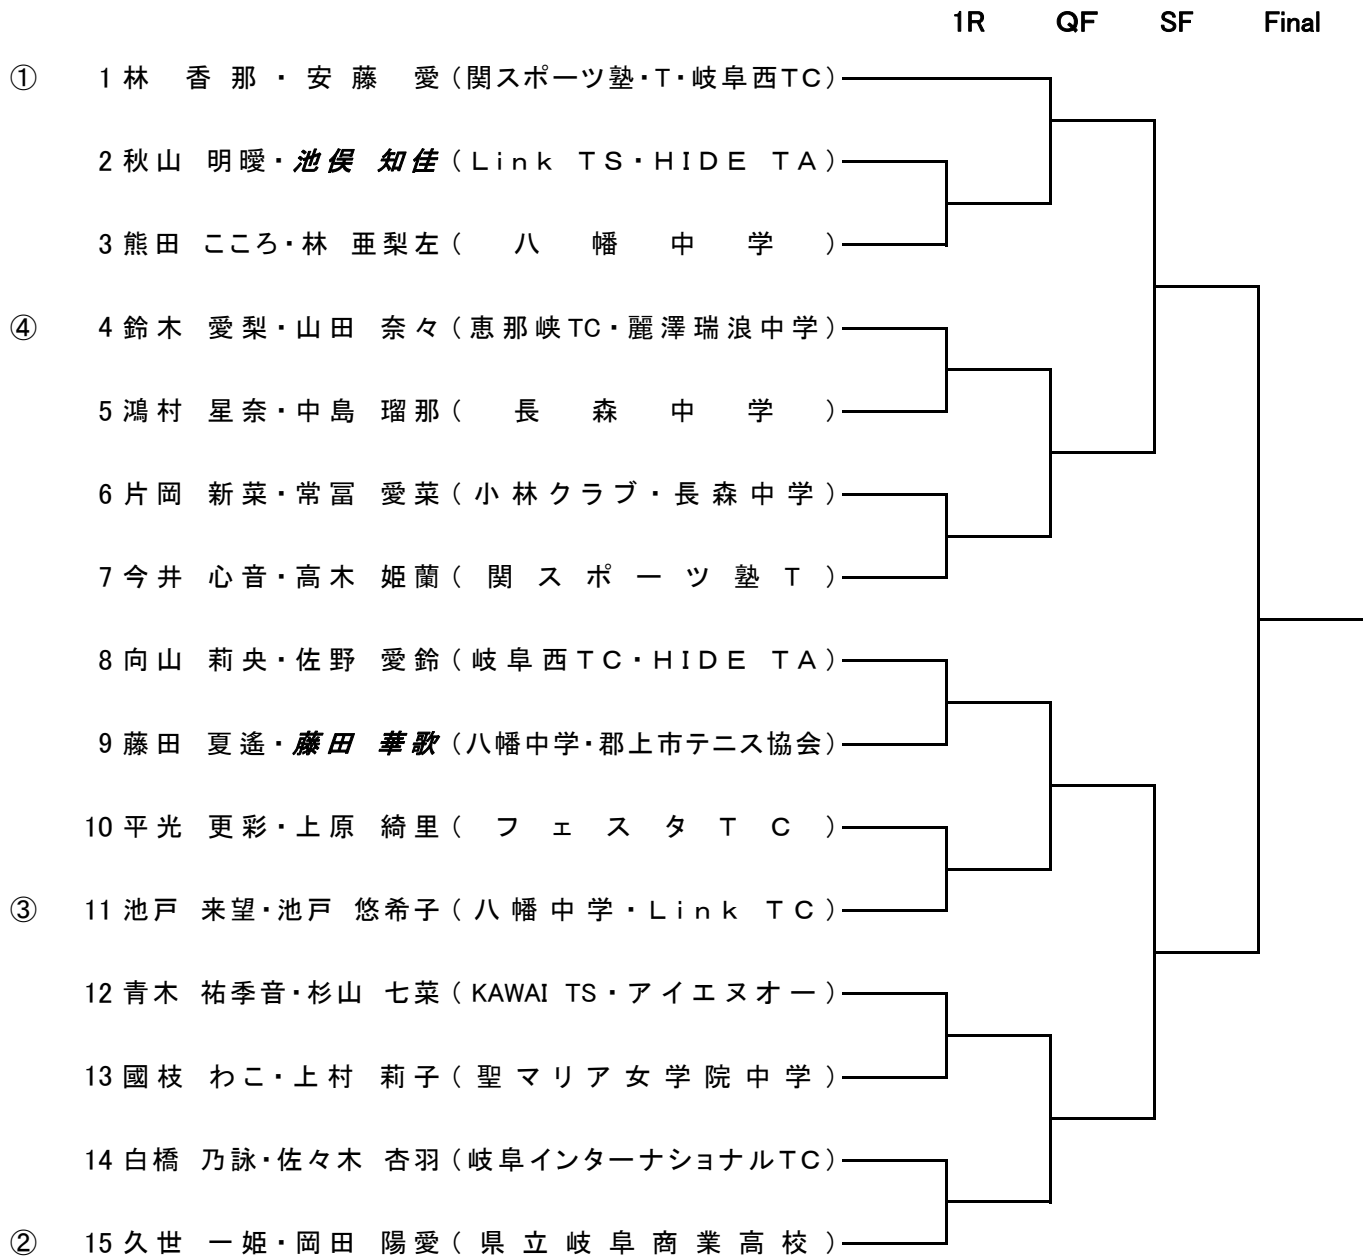 1R QF SF Final
① 1 林 香那・安藤 愛(関スポーツ塾・T・岐阜西TC)
2 秋山 明曖・池俣 知佳(Link TS・HIDE TA)
3 熊田 こころ・林 亜梨左(八幡中学)
④ 4 鈴木 愛梨・山田 奈々(恵那峡TC・麗澤瑞浪中学)
5 鴻村 星奈・中島 瑠那(長森中学)
6 片岡 新菜・常冨 愛菜(小林クラブ・長森中学)
7 今井 心音・高木 姫蘭(関スポーツ塾T)
8 向山 莉央・佐野 愛鈴(岐阜西TC・HIDE TA)
9 藤田 夏遙・藤田 華歌(八幡中学・郡上市テニス協会)
10 平光 更彩・上原 綺里(フェスタTC)
③ 11 池戸 来望・池戸 悠希子(八幡中学・Link TC)
12 青木 祐季音・杉山 七菜(KAWAI TS・アイエヌオー)
13 國枝 わこ・上村 莉子(聖マリア女学院中学)
14 白橋 乃詠・佐々木 杏羽(岐阜インターナショナルTC)
② 15 久世 一姫・岡田 陽愛(県立岐阜商業高校)